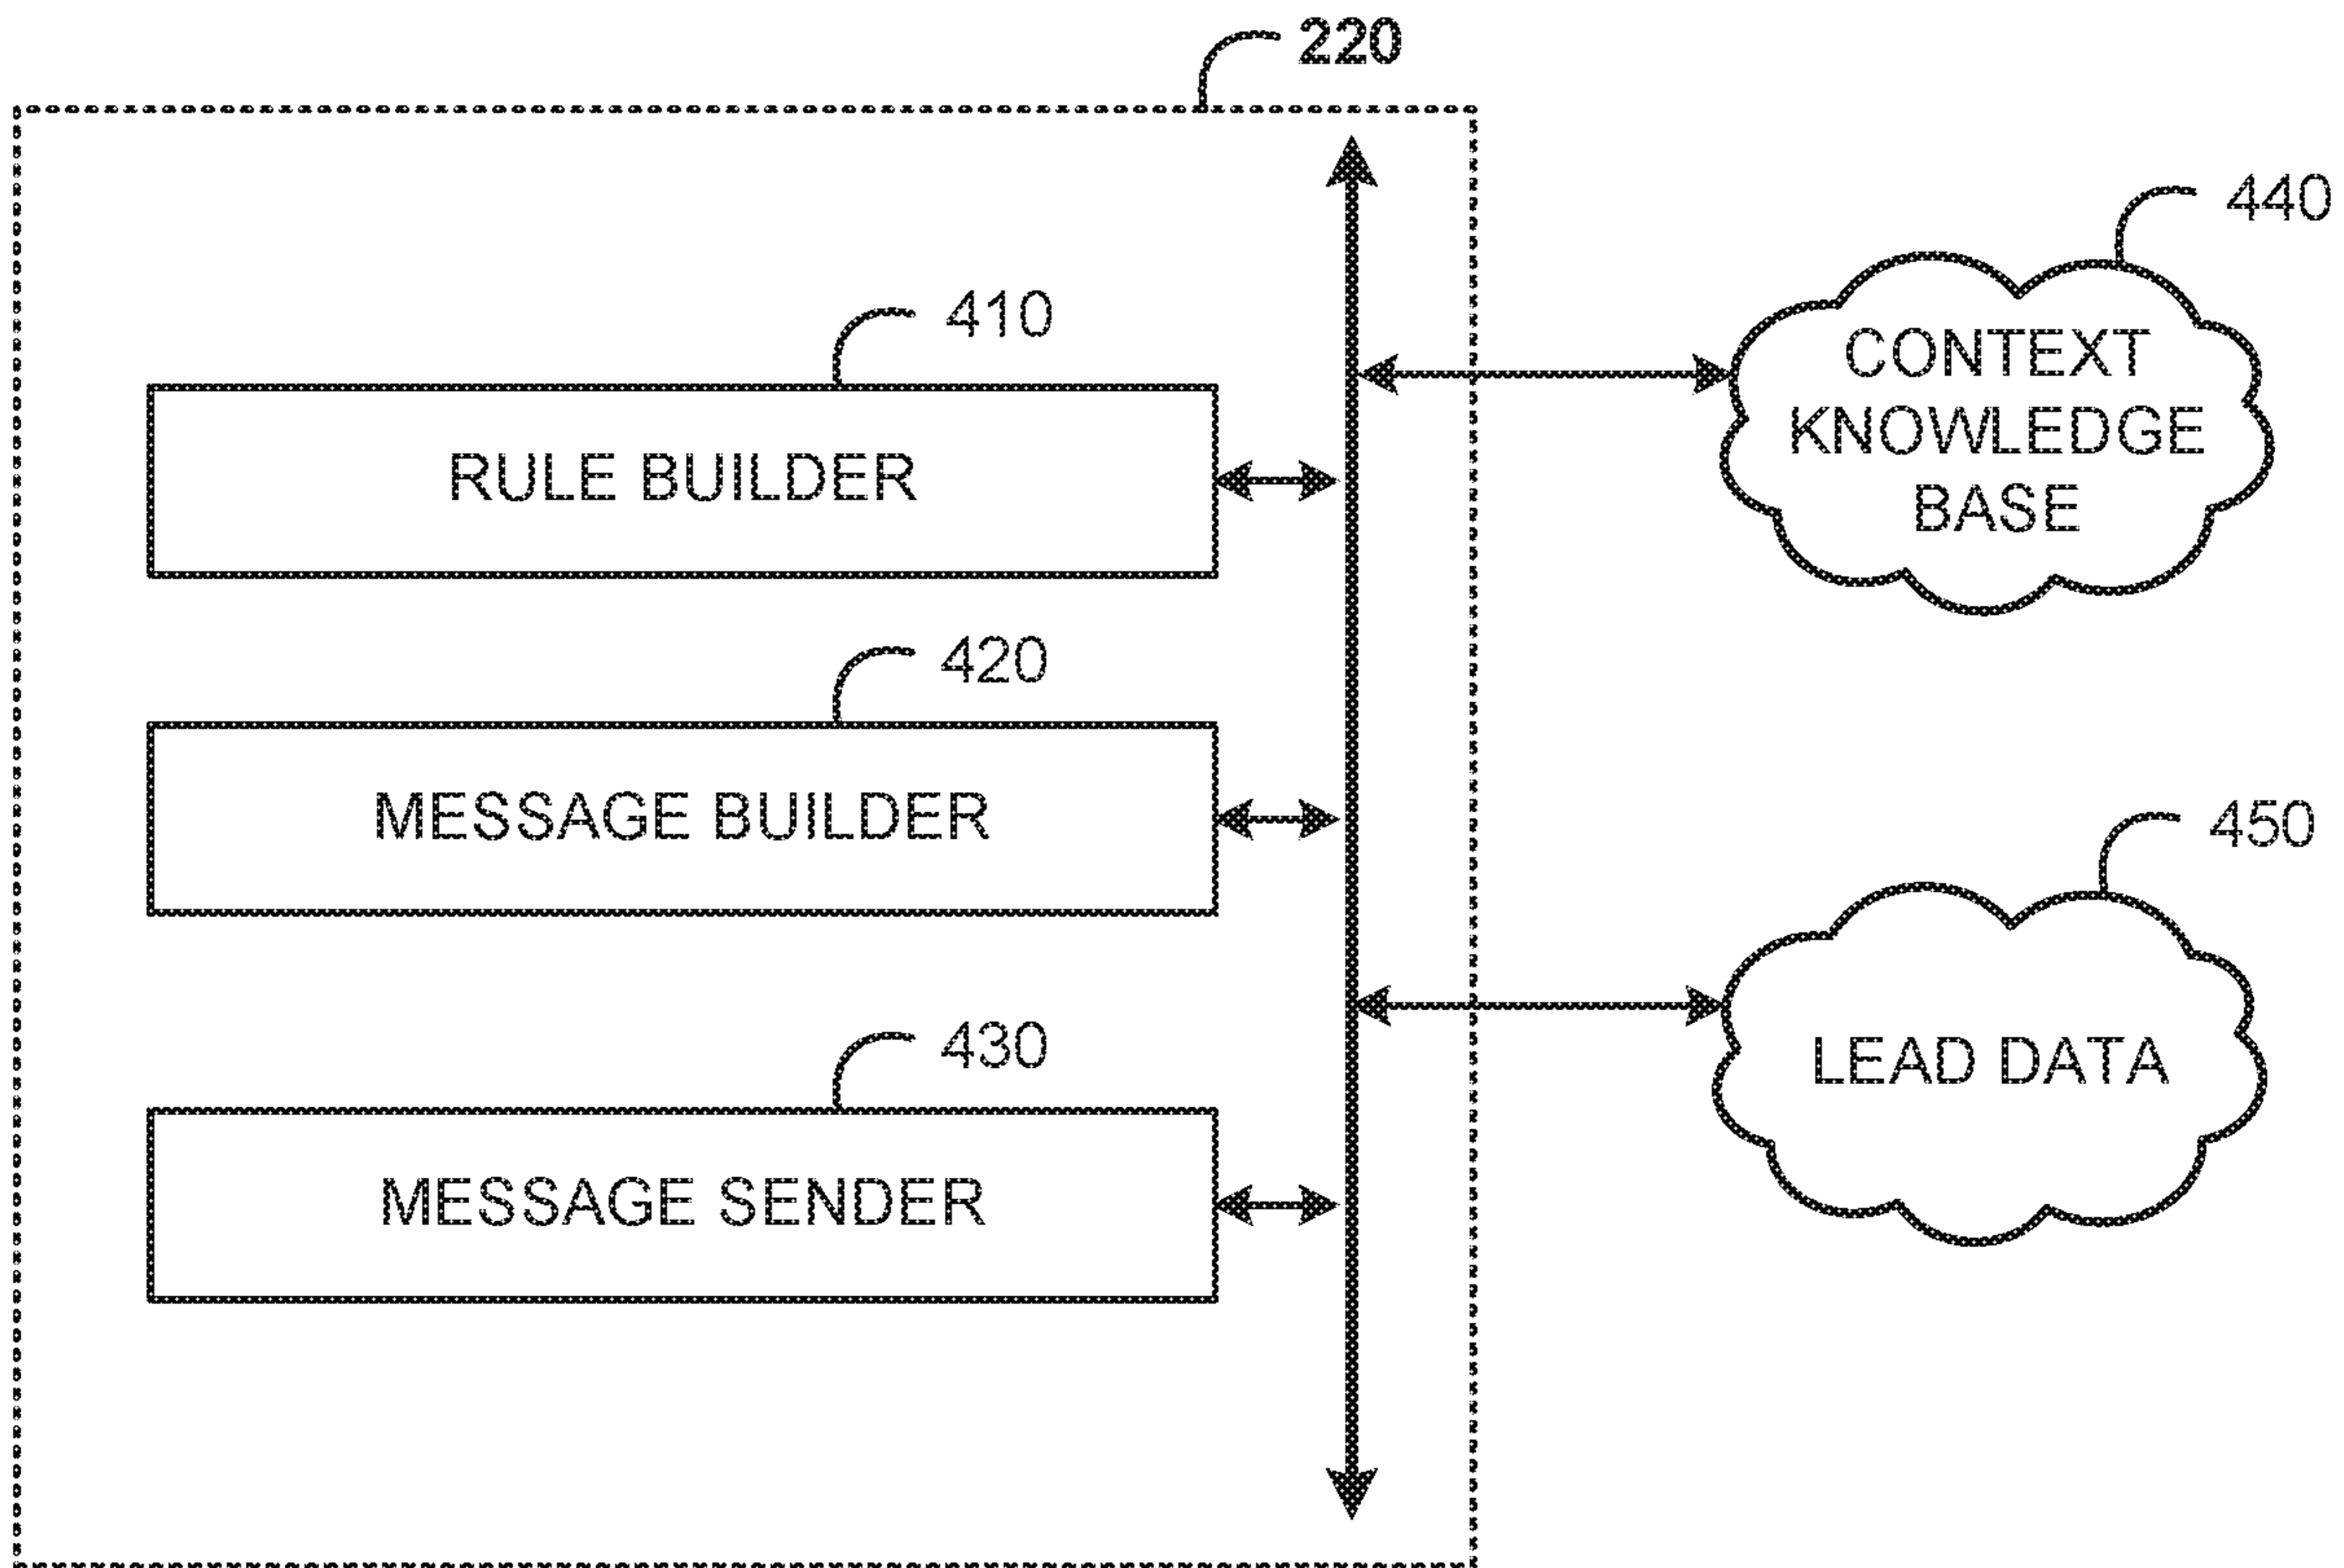 220
440
CONTEXT
KNOWLEDGE
BASE
410
RULE BUILDER
420
MESSAGE BUILDER
450
LEAD DATA
430
MESSAGE SENDER